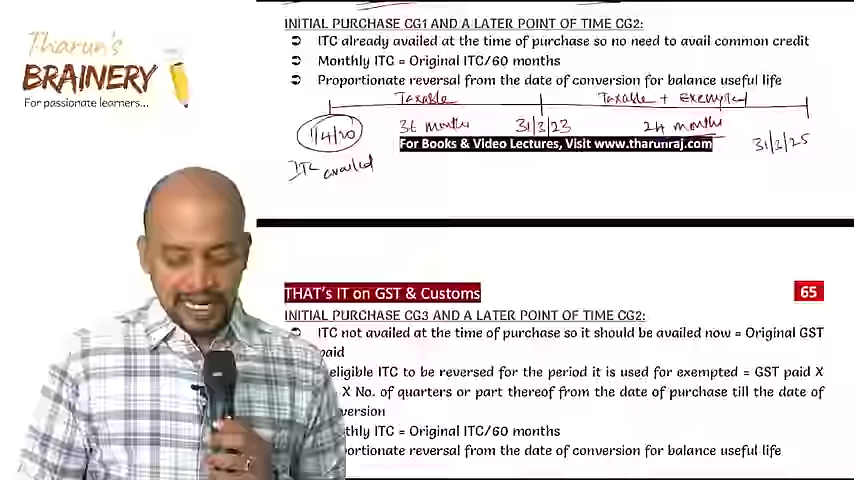 Tharun's
BRAINERY
For passionate learners...
INITIAL PURCHASE CG1 AND A LATER POINT OF TIME CG2:
➲ ITC already availed at the time of purchase so no need to avail common credit
➲ Monthly ITC = Original ITC/60 months
➲ Proportionate reversal from the date of conversion for balance useful life
Taxable Taxable + Exempted
1/4/20 36 months 31/3/23 24 months 31/3/25
For Books & Video Lectures, Visit www.tharunraj.com
ITC availed
THAT's IT on GST & Customs 65
INITIAL PURCHASE CG3 AND A LATER POINT OF TIME CG2:
➲ ITC not availed at the time of purchase so it should be availed now = Original GST
paid
eligible ITC to be reversed for the period it is used for exempted = GST paid X
X No. of quarters or part thereof from the date of purchase till the date of
version
thly ITC = Original ITC/60 months
portionate reversal from the date of conversion for balance useful life